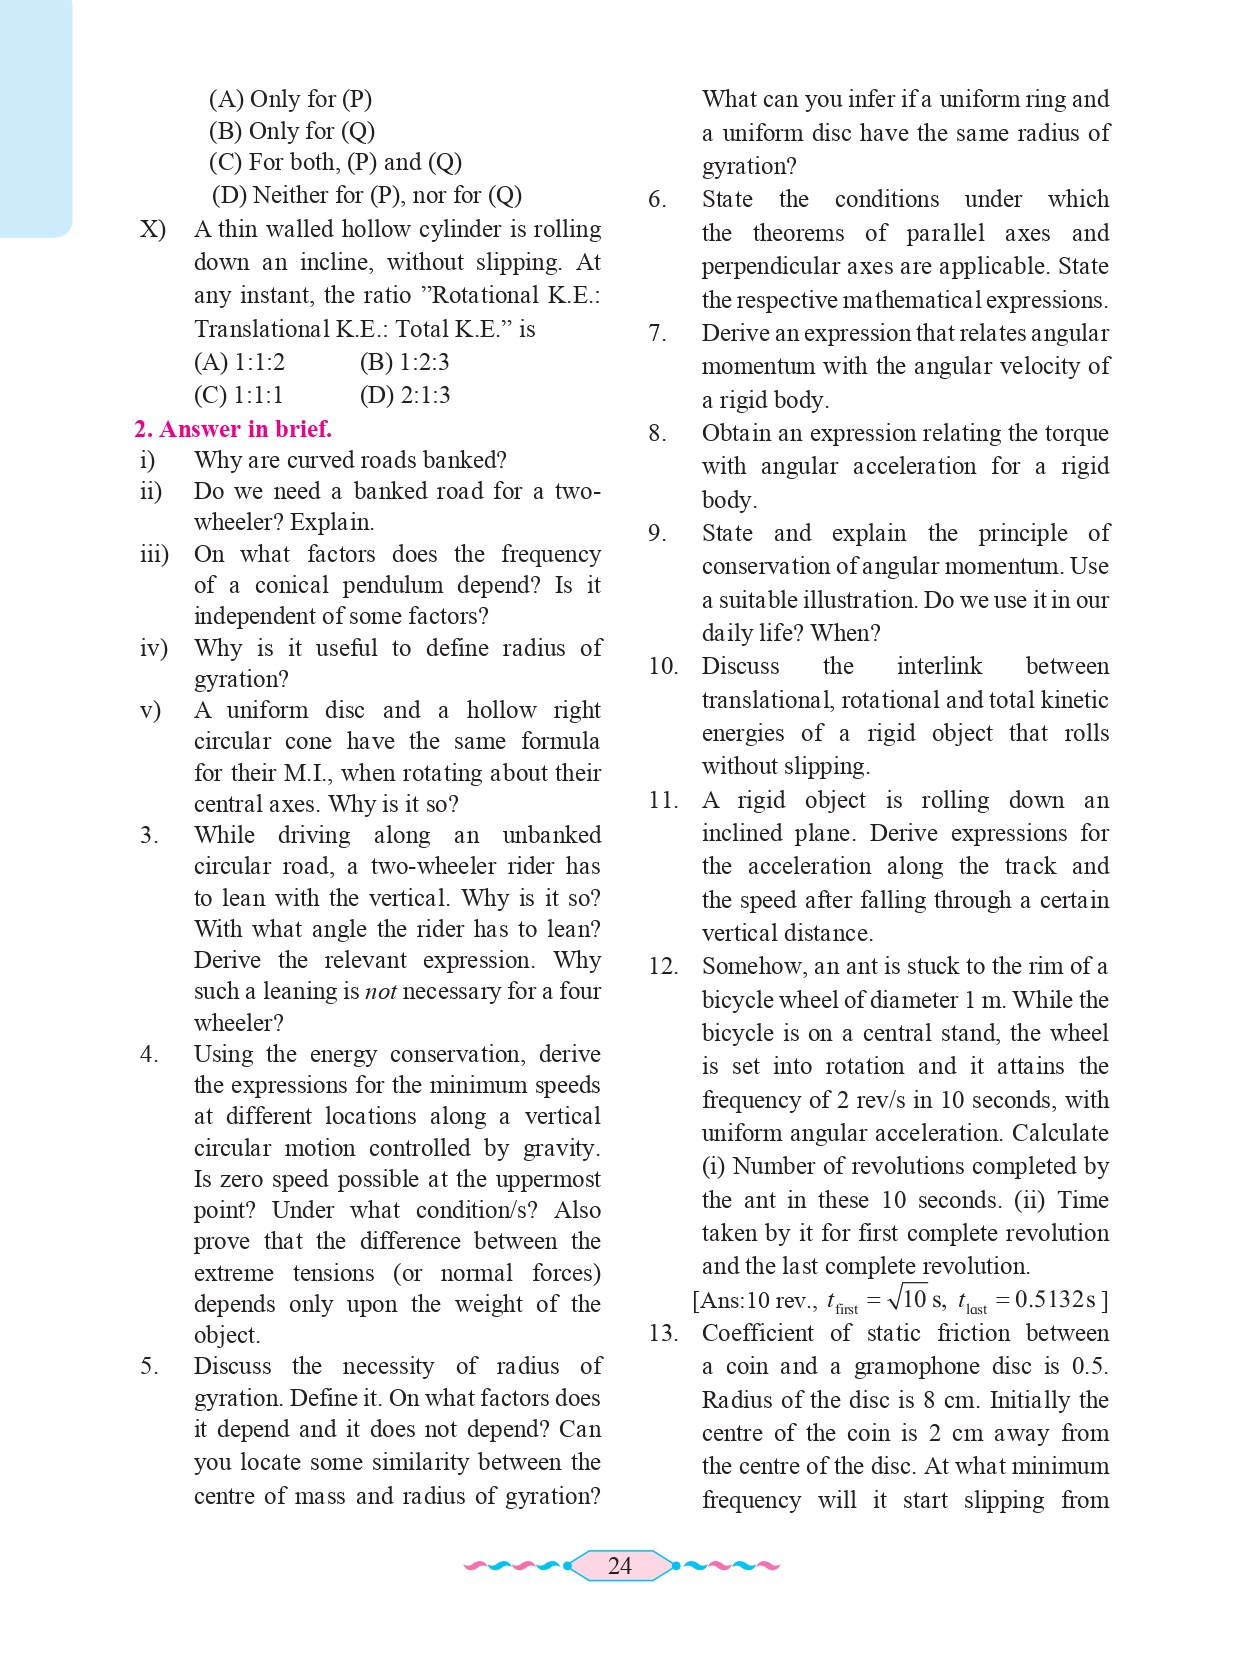 (A) Only for (P)
(B) Only for (Q)
(C) For both, (P) and (Q)
(D) Neither for (P), nor for (Q)
X) A thin walled hollow cylinder is rolling
down an incline, without slipping. At
any instant, the ratio ”Rotational K.E.:
Translational K.E.: Total K.E.” is
(A) 1:1:2 (B) 1:2:3
(C) 1:1:1 (D) 2:1:3
2. Answer in brief.
i) Why are curved roads banked?
ii) Do we need a banked road for a two-
wheeler? Explain.
iii) On what factors does the frequency
of a conical pendulum depend? Is it
independent of some factors?
iv) Why is it useful to define radius of
gyration?
v) A uniform disc and a hollow right
circular cone have the same formula
for their M.I., when rotating about their
central axes. Why is it so?
3. While driving along an unbanked
circular road, a two-wheeler rider has
to lean with the vertical. Why is it so?
With what angle the rider has to lean?
Derive the relevant expression. Why
such a leaning is not necessary for a four
wheeler?
4. Using the energy conservation, derive
the expressions for the minimum speeds
at different locations along a vertical
circular motion controlled by gravity.
Is zero speed possible at the uppermost
point? Under what condition/s? Also
prove that the difference between the
extreme tensions (or normal forces)
depends only upon the weight of the
object.
5. Discuss the necessity of radius of
gyration. Define it. On what factors does
it depend and it does not depend? Can
you locate some similarity between the
centre of mass and radius of gyration?
What can you infer if a uniform ring and
a uniform disc have the same radius of
gyration?
6. State the conditions under which
the theorems of parallel axes and
perpendicular axes are applicable. State
the respective mathematical expressions.
7. Derive an expression that relates angular
momentum with the angular velocity of
a rigid body.
8. Obtain an expression relating the torque
with angular acceleration for a rigid
body.
9. State and explain the principle of
conservation of angular momentum. Use
a suitable illustration. Do we use it in our
daily life? When?
10. Discuss the interlink between
translational, rotational and total kinetic
energies of a rigid object that rolls
without slipping.
11. A rigid object is rolling down an
inclined plane. Derive expressions for
the acceleration along the track and
the speed after falling through a certain
vertical distance.
12. Somehow, an ant is stuck to the rim of a
bicycle wheel of diameter 1 m. While the
bicycle is on a central stand, the wheel
is set into rotation and it attains the
frequency of 2 rev/s in 10 seconds, with
uniform angular acceleration. Calculate
(i) Number of revolutions completed by
the ant in these 10 seconds. (ii) Time
taken by it for first complete revolution
and the last complete revolution.
[Ans:10 rev., t_first = √10 s, t_last = 0.5132s ]
13. Coefficient of static friction between
a coin and a gramophone disc is 0.5.
Radius of the disc is 8 cm. Initially the
centre of the coin is 2 cm away from
the centre of the disc. At what minimum
frequency will it start slipping from
24